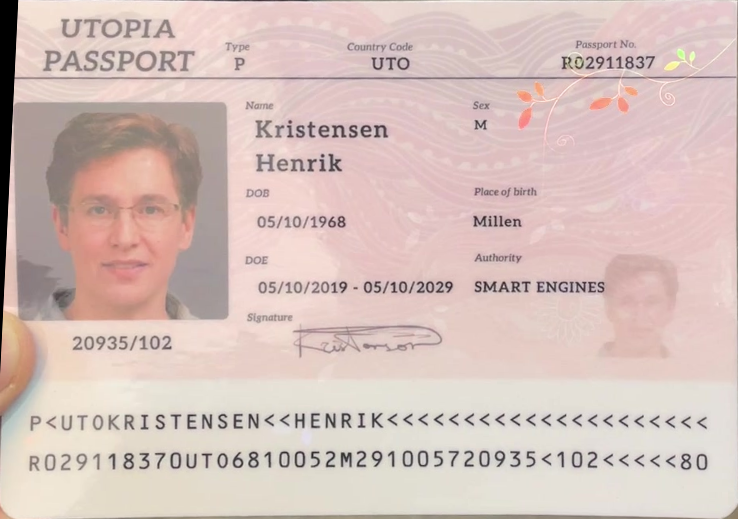 UTOPIA
PASSPORT
Type
P
Country Code
UTO
Passport No.
R02911837
Name
Kristensen
Henrik
Sex
M
DOB
05/10/1968
Place of birth
Millen
DOE
05/10/2019 - 05/10/2029
Authority
SMART ENGINES
Signature
Kristensen
20935/102
P<UTOKRISTENSEN<<HENRIK<<<<<<<<<<<<<<<<<<<<<
R029118370UTO6810052M291005720935<102<<<<<80